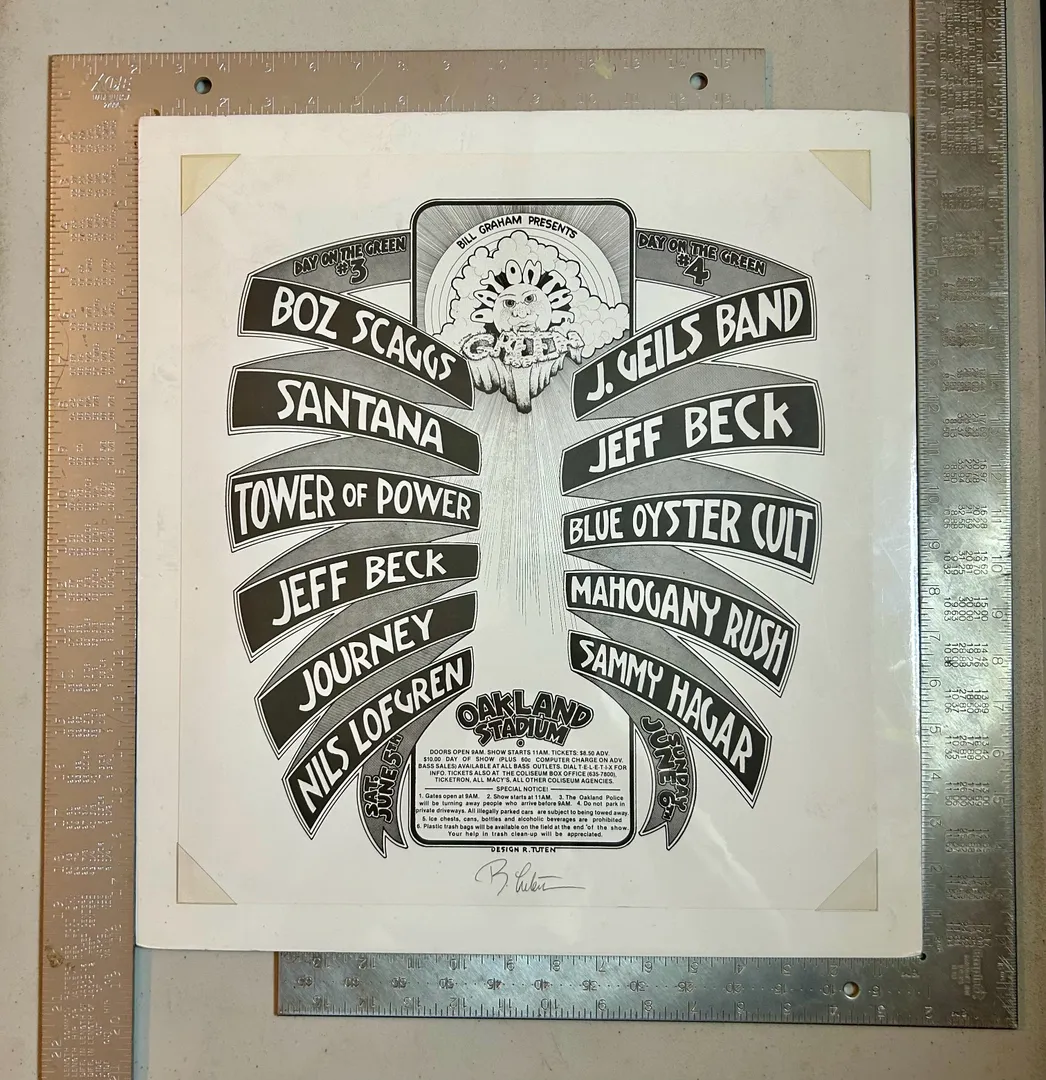 BILL GRAHAM PRESENTS
DAY ON THE GREEN
DAY ON THE GREEN
#3
BOZ SCAGGS
SANTANA
TOWER OF POWER
JEFF BECK
JOURNEY
NILS LOFGREN
SAT.
JUNE 5TH
DAY ON THE GREEN
#4
J. GEILS BAND
JEFF BECK
BLUE OYSTER CULT
MAHOGANY RUSH
SAMMY HAGAR
SUNDAY
JUNE 6TH
OAKLAND
STADIUM
DOORS OPEN 9AM. SHOW STARTS 11AM. TICKETS: $8.50 ADV.
$10.00 DAY OF SHOW (PLUS 50c COMPUTER CHARGE ON ADV.
BASS SALES) AVAILABLE AT ALL BASS OUTLETS. DIAL T-E-L-E-T-I-X FOR
INFO. TICKETS ALSO AT THE COLISEUM BOX OFFICE (635-7800),
TICKETRON, ALL MACY'S, ALL OTHER COLISEUM AGENCIES.
SPECIAL NOTICE!
1. Gates open at 9AM. 2. Show starts at 11AM. 3. The Oakland Police
will be turning away people who arrive before 9AM. 4. Do not park in
private driveways. All illegally parked cars are subject to being towed away.
5. Ice chests, cans, bottles and alcoholic beverages are prohibited
6. Plastic trash bags will be available on the field at the end of the show.
Your help in trash clean-up will be appreciated.
DESIGN R. TUTEN
R. Tuten